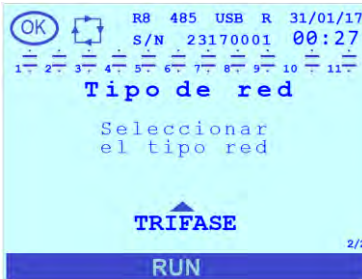 OK R8 485 USB R 31/01/17
S/N 23170001 00:27
1 2 3 4 5 6 7 8 9 10 11
Tipo de red
Seleccionar
el tipo red
TRIFASE
2/2
RUN